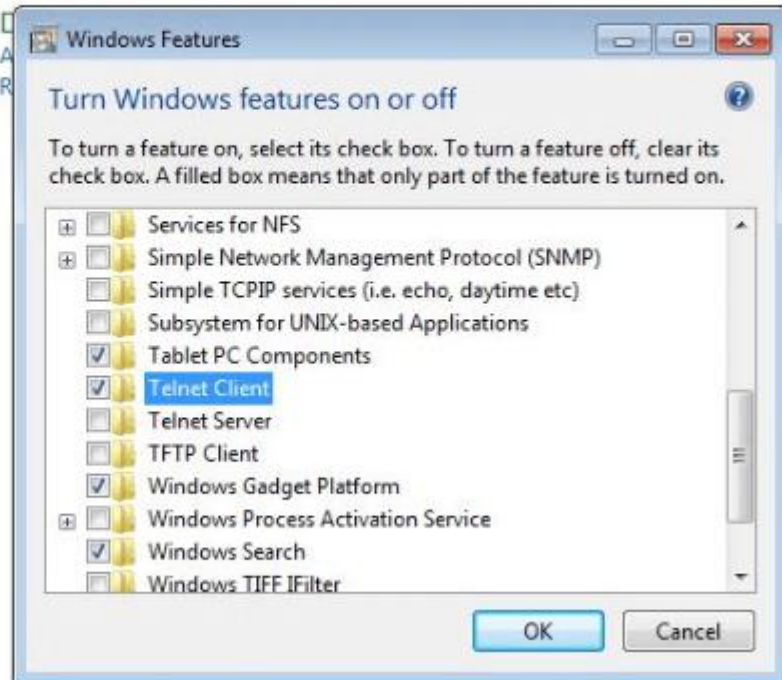 Windows Features
Turn Windows features on or off
To turn a feature on, select its check box. To turn a feature off, clear its
check box. A filled box means that only part of the feature is turned on.
Services for NFS
Simple Network Management Protocol (SNMP)
Simple TCPIP services (i.e. echo, daytime etc)
Subsystem for UNIX-based Applications
Tablet PC Components
Telnet Client
Telnet Server
TFTP Client
Windows Gadget Platform
Windows Process Activation Service
Windows Search
Windows TIFF IFilter
OK Cancel